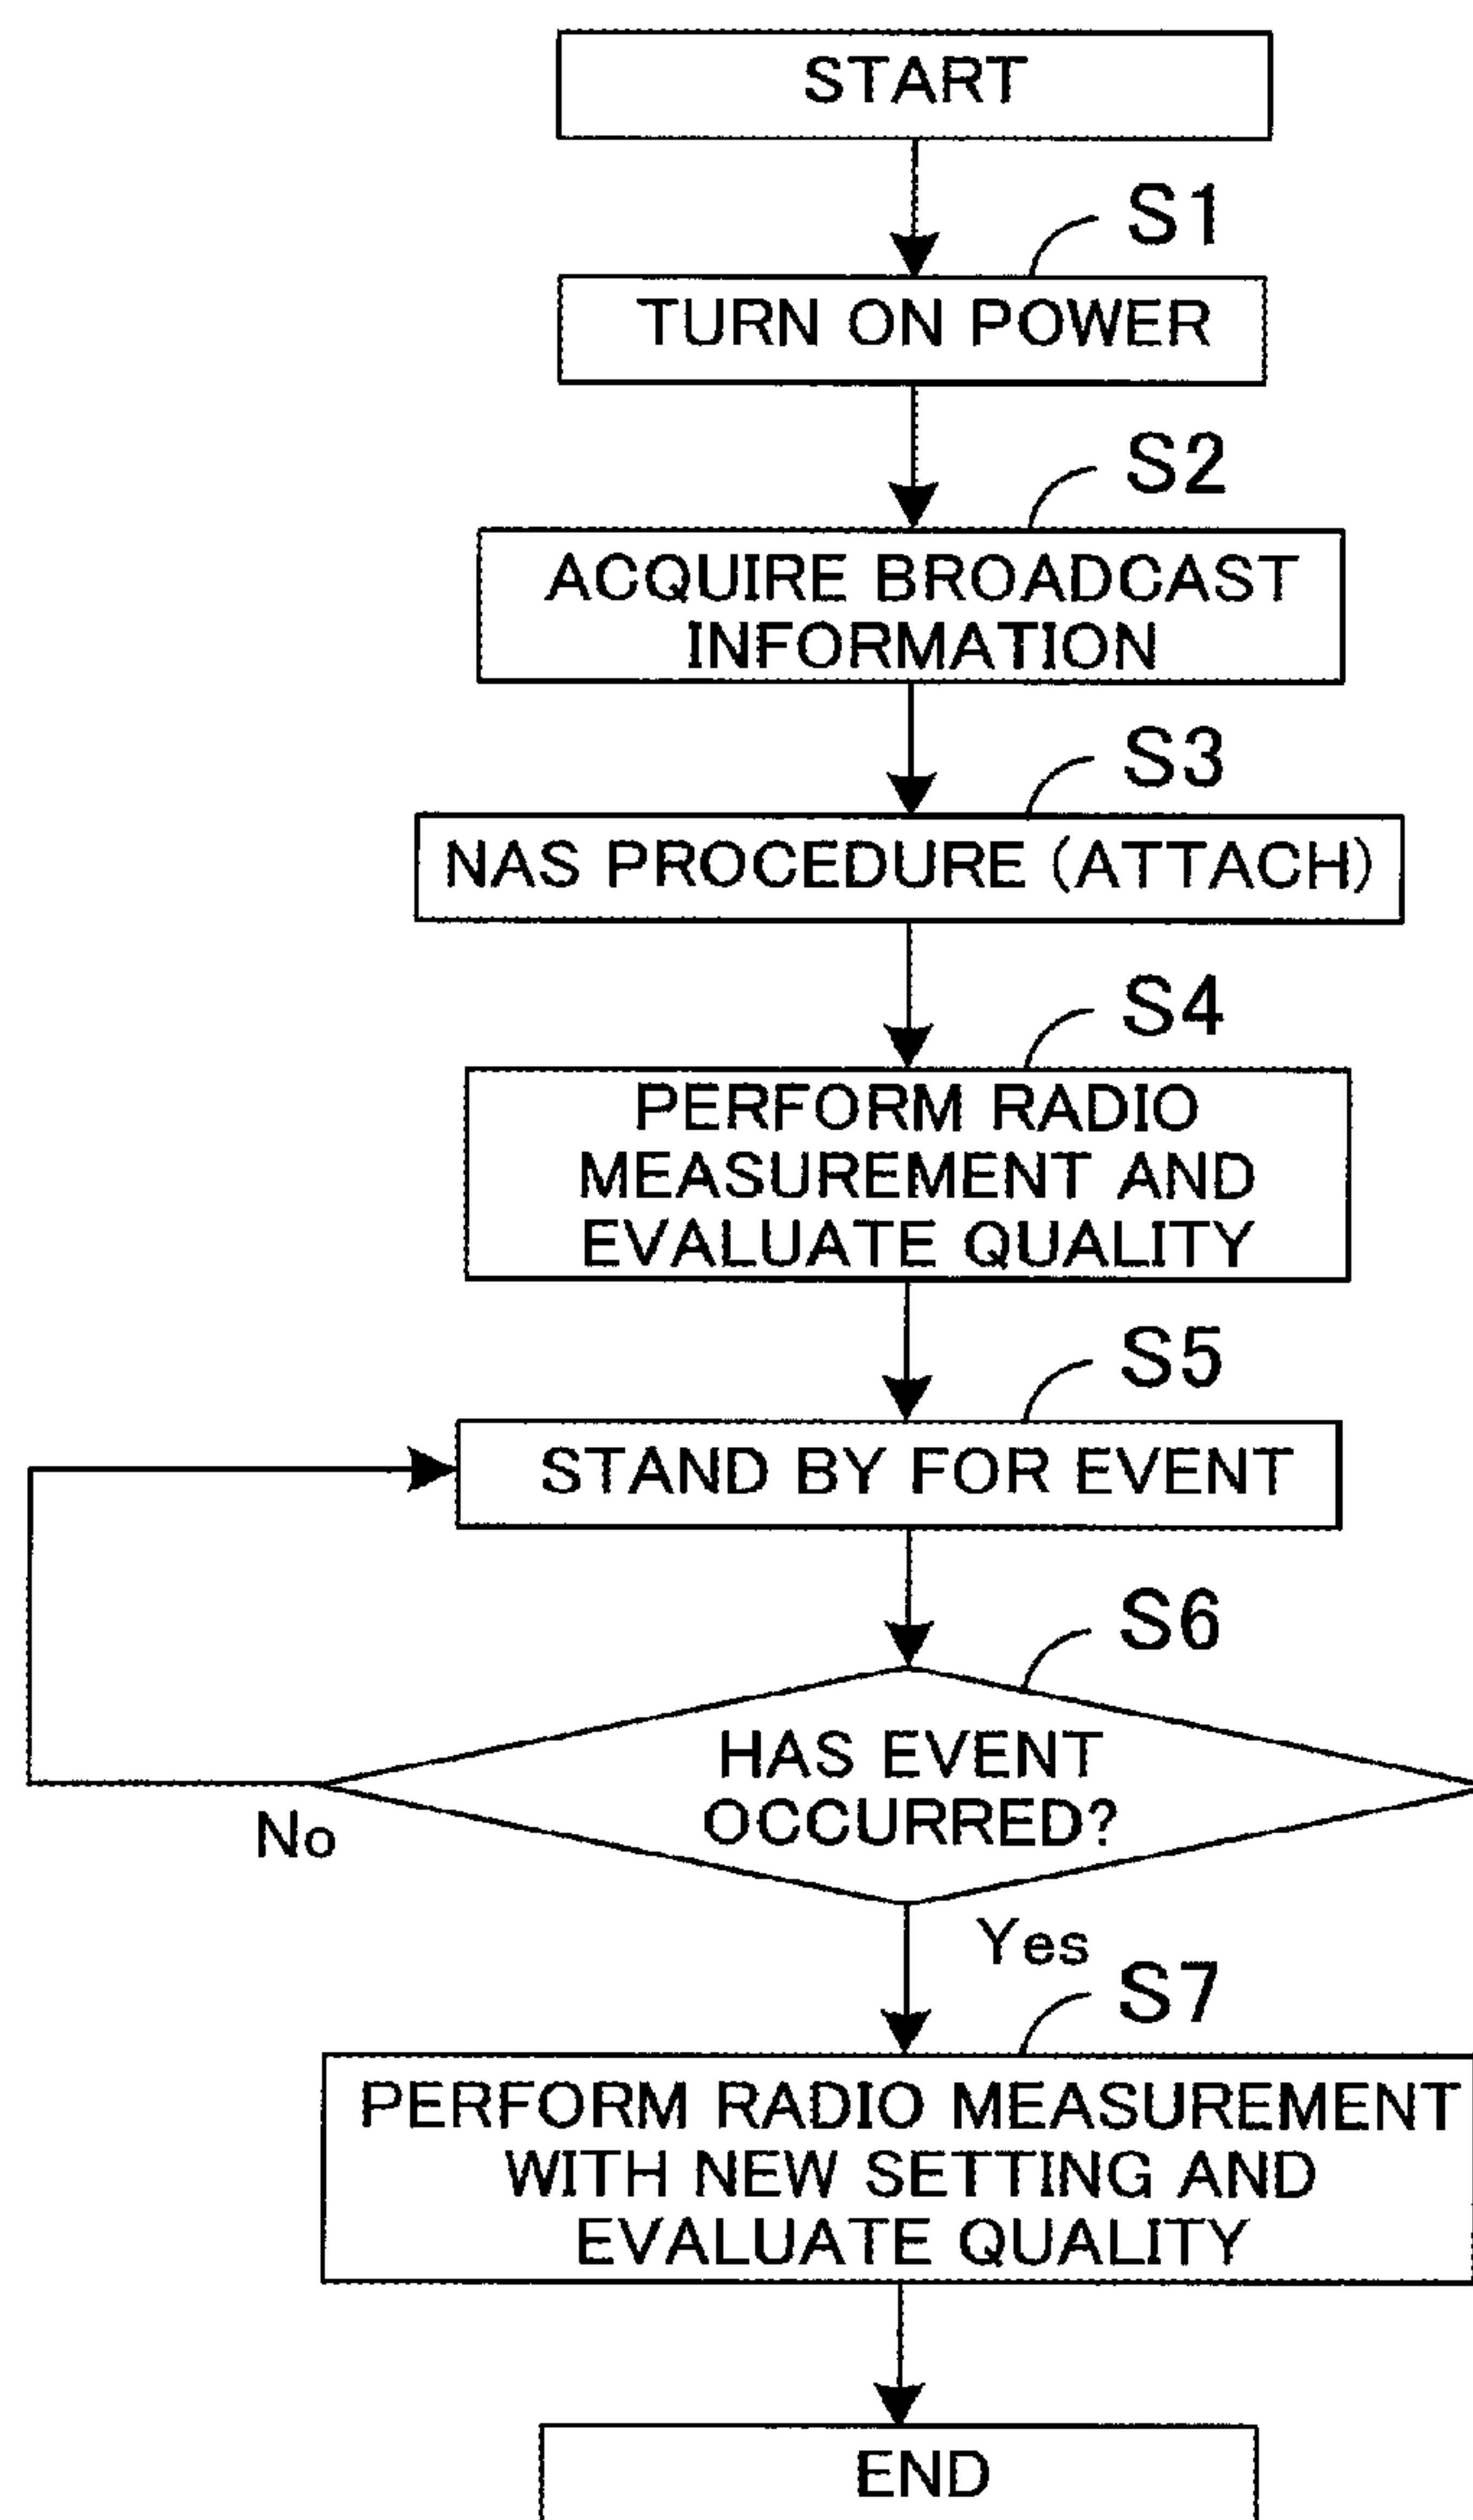 START
S1
TURN ON POWER
S2
ACQUIRE BROADCAST
INFORMATION
S3
NAS PROCEDURE (ATTACH)
S4
PERFORM RADIO
MEASUREMENT AND
EVALUATE QUALITY
S5
STAND BY FOR EVENT
S6
HAS EVENT
OCCURRED?
No
Yes
S7
PERFORM RADIO MEASUREMENT
WITH NEW SETTING AND
EVALUATE QUALITY
END